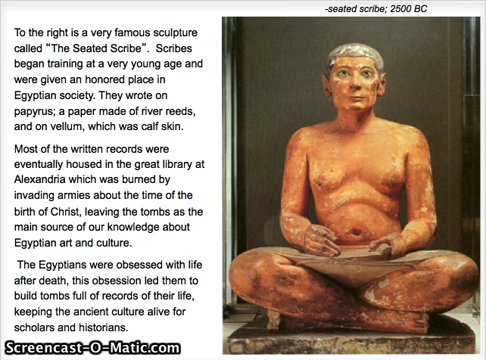 -seated scribe; 2500 BC
To the right is a very famous sculpture
called “The Seated Scribe”. Scribes
began training at a very young age and
were given an honored place in
Egyptian society. They wrote on
papyrus; a paper made of river reeds,
and on vellum, which was calf skin.
Most of the written records were
eventually housed in the great library at
Alexandria which was burned by
invading armies about the time of the
birth of Christ, leaving the tombs as the
main source of our knowledge about
Egyptian art and culture.
The Egyptians were obsessed with life
after death, this obsession led them to
build tombs full of records of their life,
keeping the ancient culture alive for
scholars and historians.
Screencast-O-Matic.com